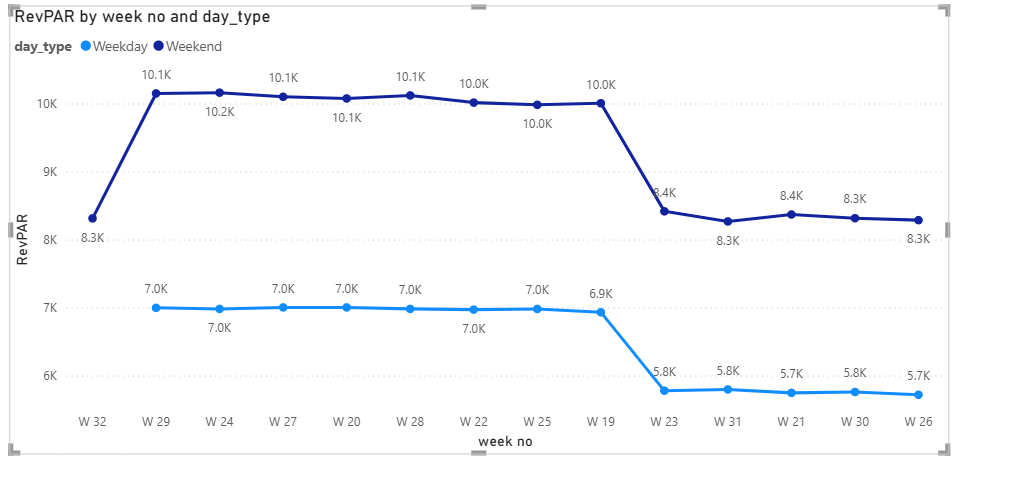 RevPAR by week no and day_type
day_type Weekday Weekend
10.1K 10.2K 10.1K 10.1K 10.1K 10.0K 10.0K 10.0K
10K
9K
8.3K 8.4K 8.3K 8.4K 8.3K 8.3K
8K
7.0K 7.0K 7.0K 7.0K 7.0K 7.0K 7.0K 6.9K
7K
5.8K 5.8K 5.7K 5.8K 5.7K
6K
RevPAR
W 32 W 29 W 24 W 27 W 20 W 28 W 22 W 25 W 19 W 23 W 31 W 21 W 30 W 26
week no